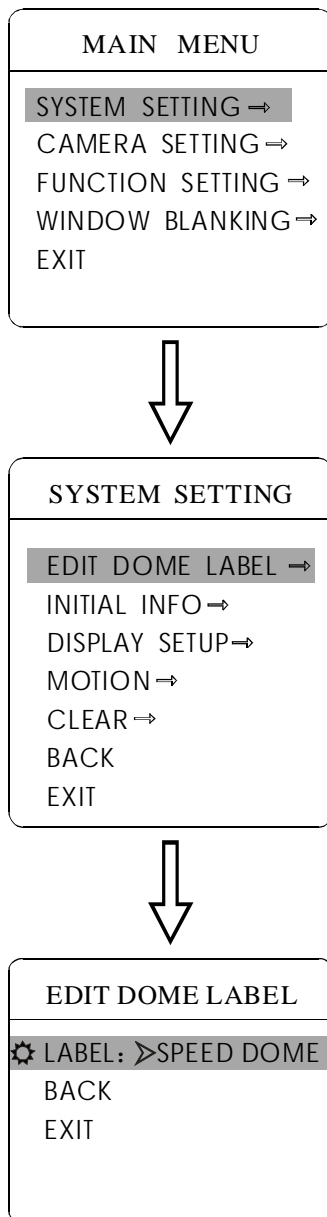 MAIN MENU
SYSTEM SETTING⇨
CAMERA SETTING⇨
FUNCTION SETTING⇨
WINDOW BLANKING⇨
EXIT
SYSTEM SETTING
EDIT DOME LABEL ⇨
INITIAL INFO⇨
DISPLAY SETUP⇨
MOTION⇨
CLEAR⇨
BACK
EXIT
EDIT DOME LABEL
LABEL: ➢SPEED DOME
BACK
EXIT